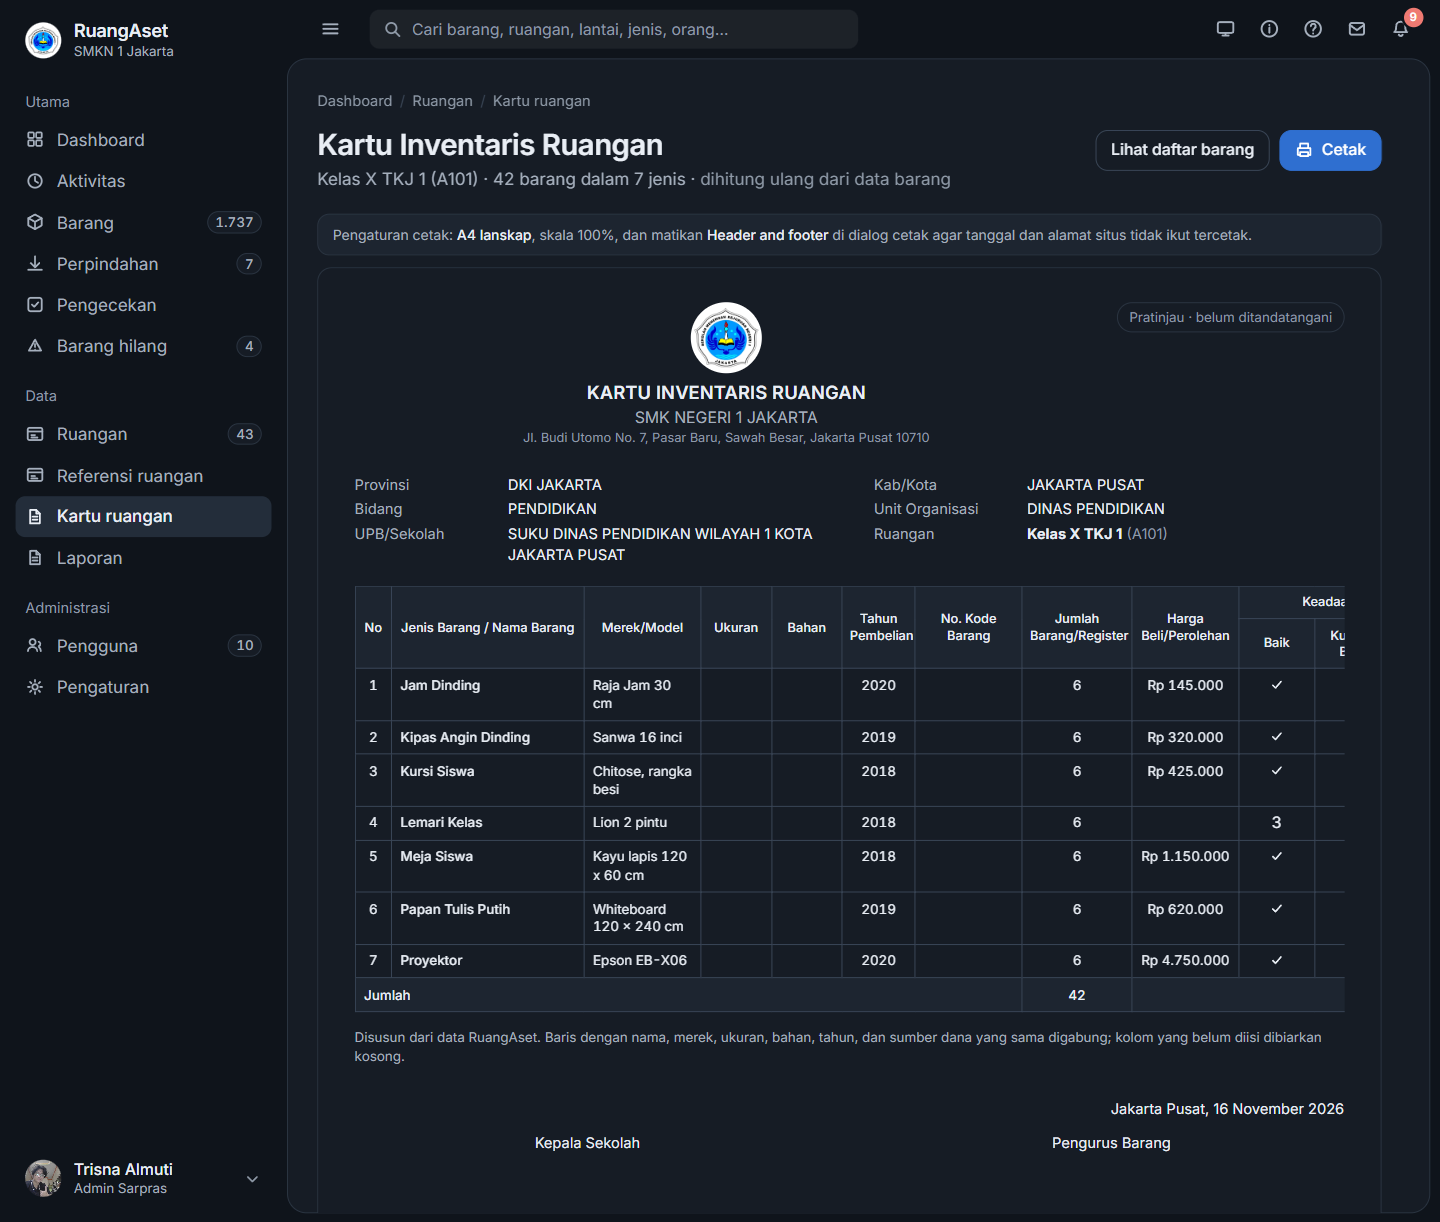 RuangAset
SMKN 1 Jakarta
Cari barang, ruangan, lantai, jenis, orang...
9
Utama
Dashboard
Aktivitas
Barang 1.737
Perpindahan 7
Pengecekan
Barang hilang 4
Data
Ruangan 43
Referensi ruangan
Kartu ruangan
Laporan
Administrasi
Pengguna 10
Pengaturan
Trisna Almuti
Admin Sarpras
Dashboard / Ruangan / Kartu ruangan
Kartu Inventaris Ruangan
Kelas X TKJ 1 (A101) · 42 barang dalam 7 jenis · dihitung ulang dari data barang
Lihat daftar barang
Cetak
Pengaturan cetak: A4 lanskap, skala 100%, dan matikan Header and footer di dialog cetak agar tanggal dan alamat situs tidak ikut tercetak.
Pratinjau · belum ditandatangani
JAKARTA
KARTU INVENTARIS RUANGAN
SMK NEGERI 1 JAKARTA
Jl. Budi Utomo No. 7, Pasar Baru, Sawah Besar, Jakarta Pusat 10710
Provinsi DKI JAKARTA Kab/Kota JAKARTA PUSAT
Bidang PENDIDIKAN Unit Organisasi DINAS PENDIDIKAN
UPB/Sekolah SUKU DINAS PENDIDIKAN WILAYAH 1 KOTA Ruangan Kelas X TKJ 1 (A101)
JAKARTA PUSAT
No Jenis Barang / Nama Barang Merek/Model Ukuran Bahan Tahun Pembelian No. Kode Barang Jumlah Barang/Register Harga Beli/Perolehan Keadaa
Baik Ku
1 Jam Dinding Raja Jam 30 cm 2020 6 Rp 145.000 ✓
2 Kipas Angin Dinding Sanwa 16 inci 2019 6 Rp 320.000 ✓
3 Kursi Siswa Chitose, rangka besi 2018 6 Rp 425.000 ✓
4 Lemari Kelas Lion 2 pintu 2018 6 3
5 Meja Siswa Kayu lapis 120 x 60 cm 2018 6 Rp 1.150.000 ✓
6 Papan Tulis Putih Whiteboard 120 × 240 cm 2019 6 Rp 620.000 ✓
7 Proyektor Epson EB-X06 2020 6 Rp 4.750.000 ✓
Jumlah 42
Disusun dari data RuangAset. Baris dengan nama, merek, ukuran, bahan, tahun, dan sumber dana yang sama digabung; kolom yang belum diisi dibiarkan
kosong.
Jakarta Pusat, 16 November 2026
Kepala Sekolah Pengurus Barang